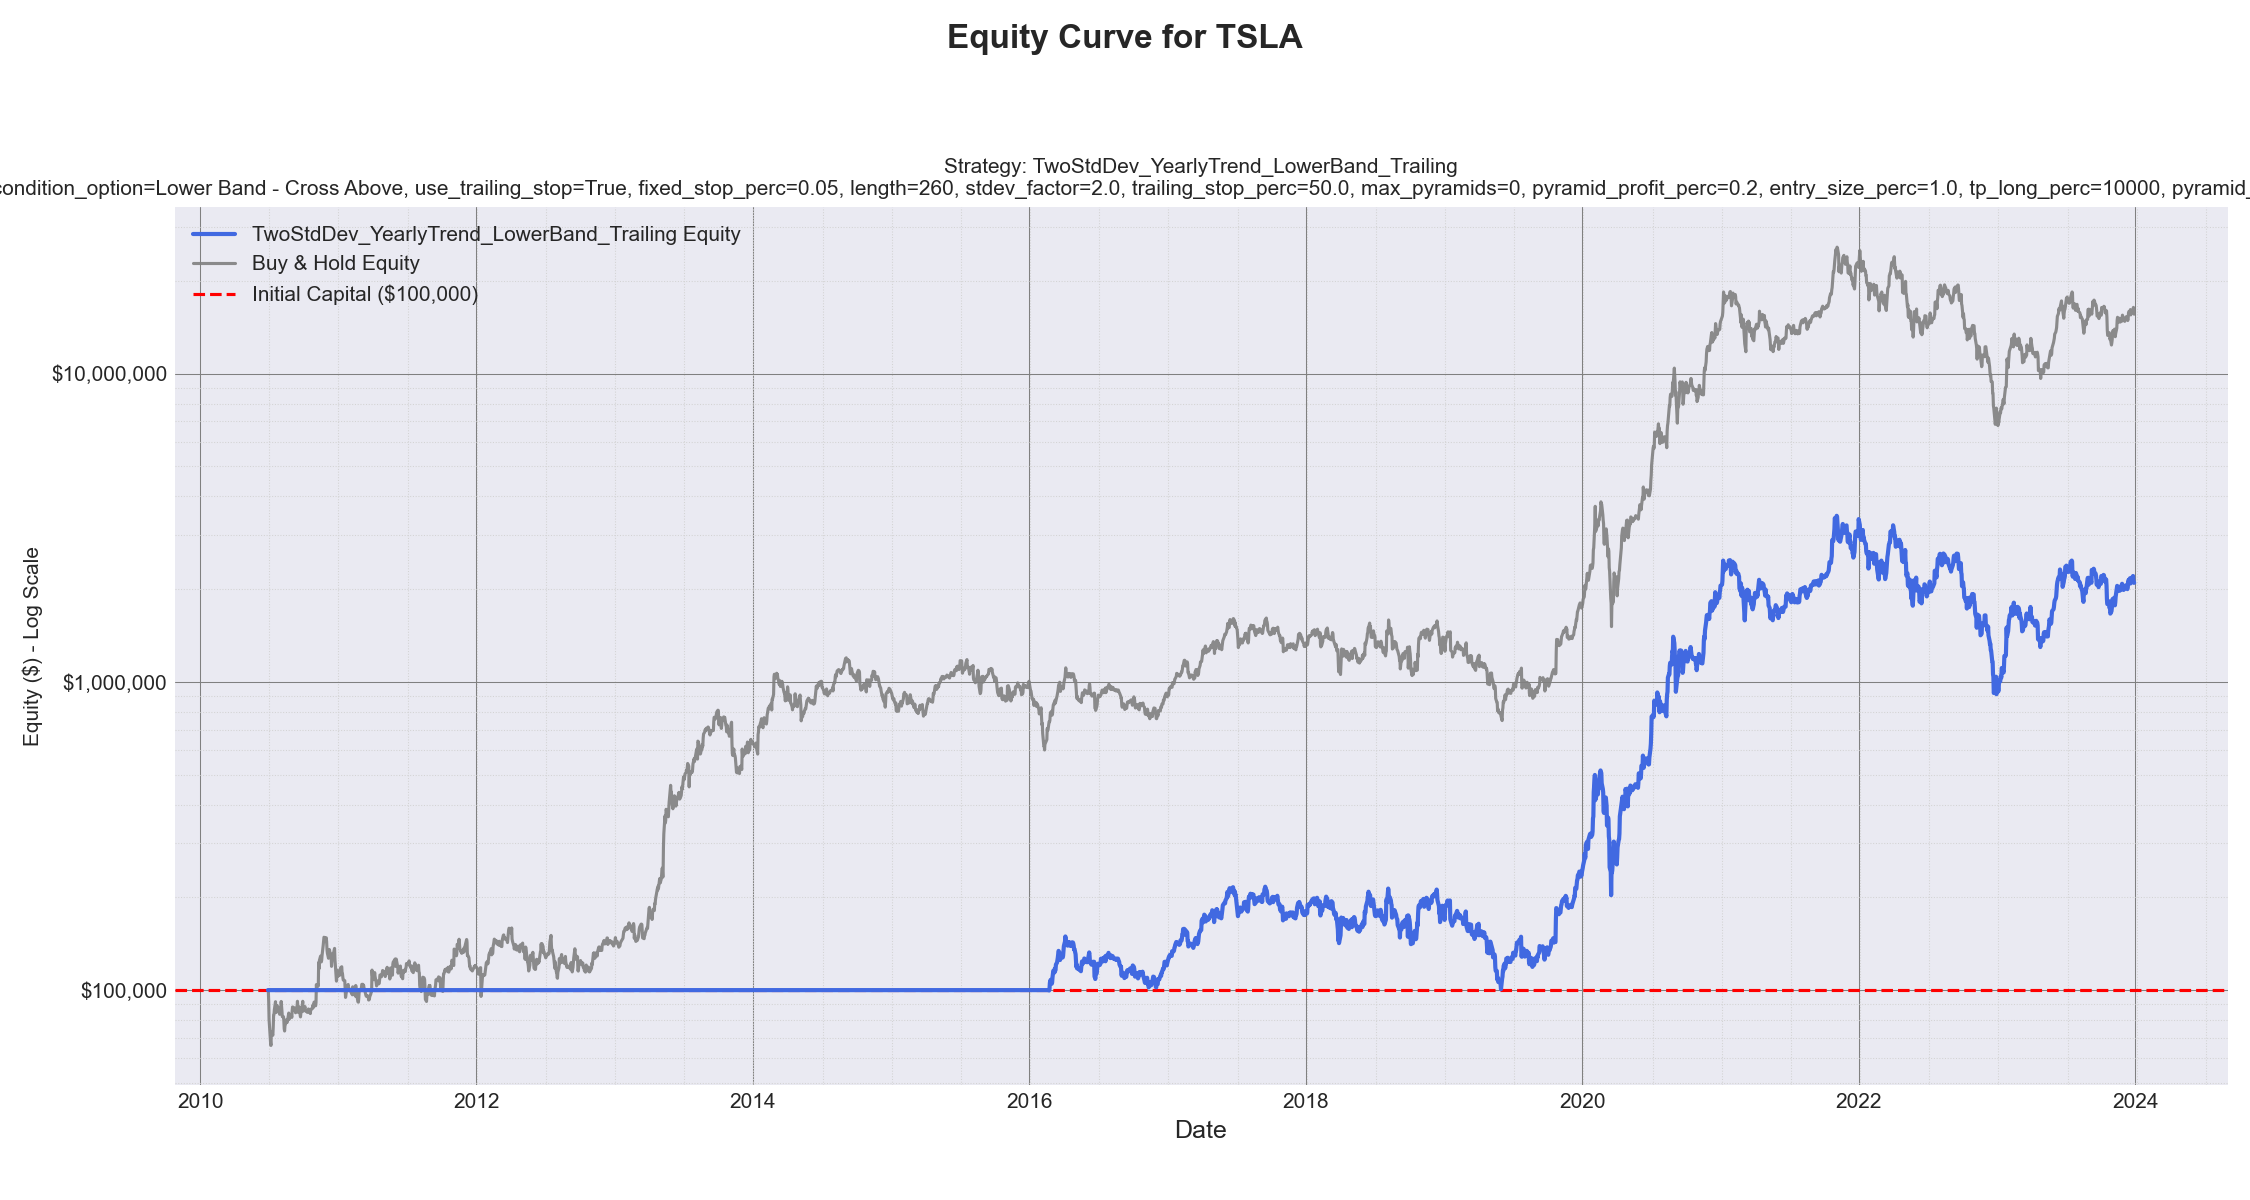 Equity Curve for TSLA
Strategy: TwoStdDev_YearlyTrend_LowerBand_Trailing
condition_option=Lower Band - Cross Above, use_trailing_stop=True, fixed_stop_perc=0.05, length=260, stdev_factor=2.0, trailing_stop_perc=50.0, max_pyramids=0, pyramid_profit_perc=0.2, entry_size_perc=1.0, tp_long_perc=10000, pyramid_
TwoStdDev_YearlyTrend_LowerBand_Trailing Equity
Buy & Hold Equity
Initial Capital ($100,000)
$10,000,000
$1,000,000
$100,000
Equity ($) - Log Scale
2010 2012 2014 2016 2018 2020 2022 2024
Date